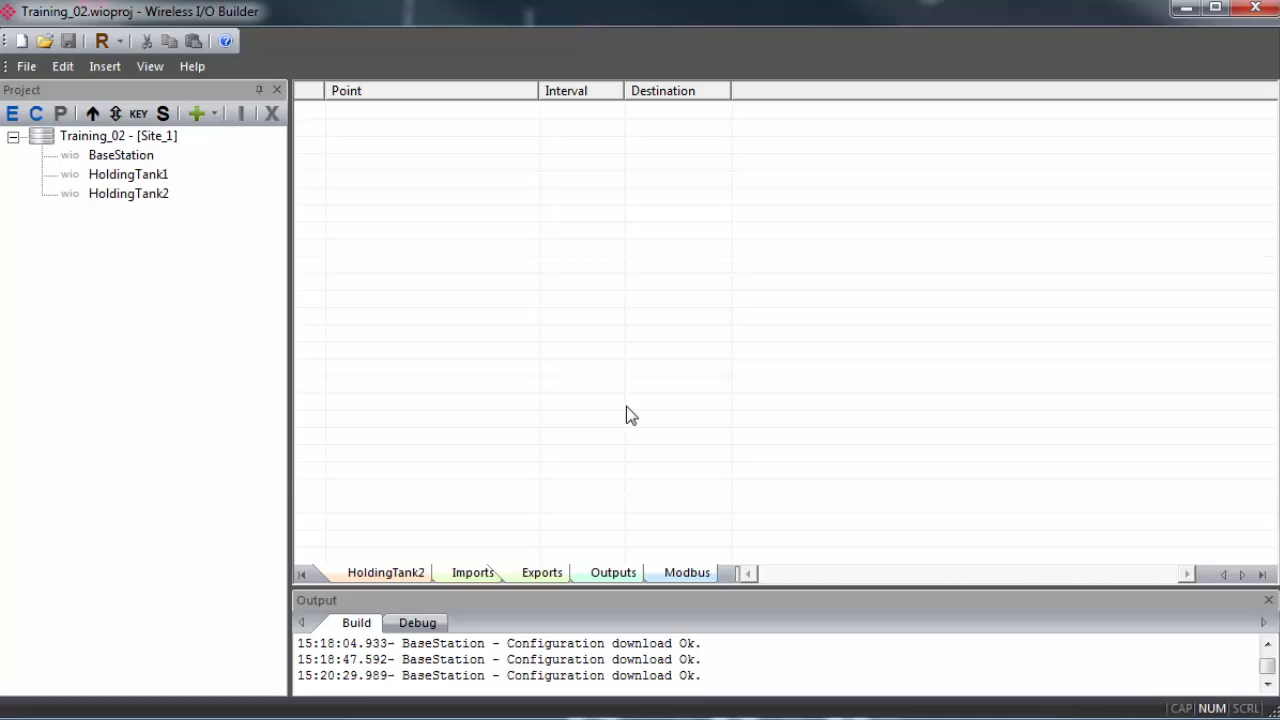 Training_02.wioproj - Wireless I/O Builder
R
File Edit Insert View Help
Project
E C P KEY S I X
Training_02 - [Site_1]
wio BaseStation
wio HoldingTank1
wio HoldingTank2
Point Interval Destination
HoldingTank2 Imports Exports Outputs Modbus
Output
Build Debug
15:18:04.933- BaseStation - Configuration download Ok.
15:18:47.592- BaseStation - Configuration download Ok.
15:20:29.989- BaseStation - Configuration download Ok.
CAP NUM SCRL